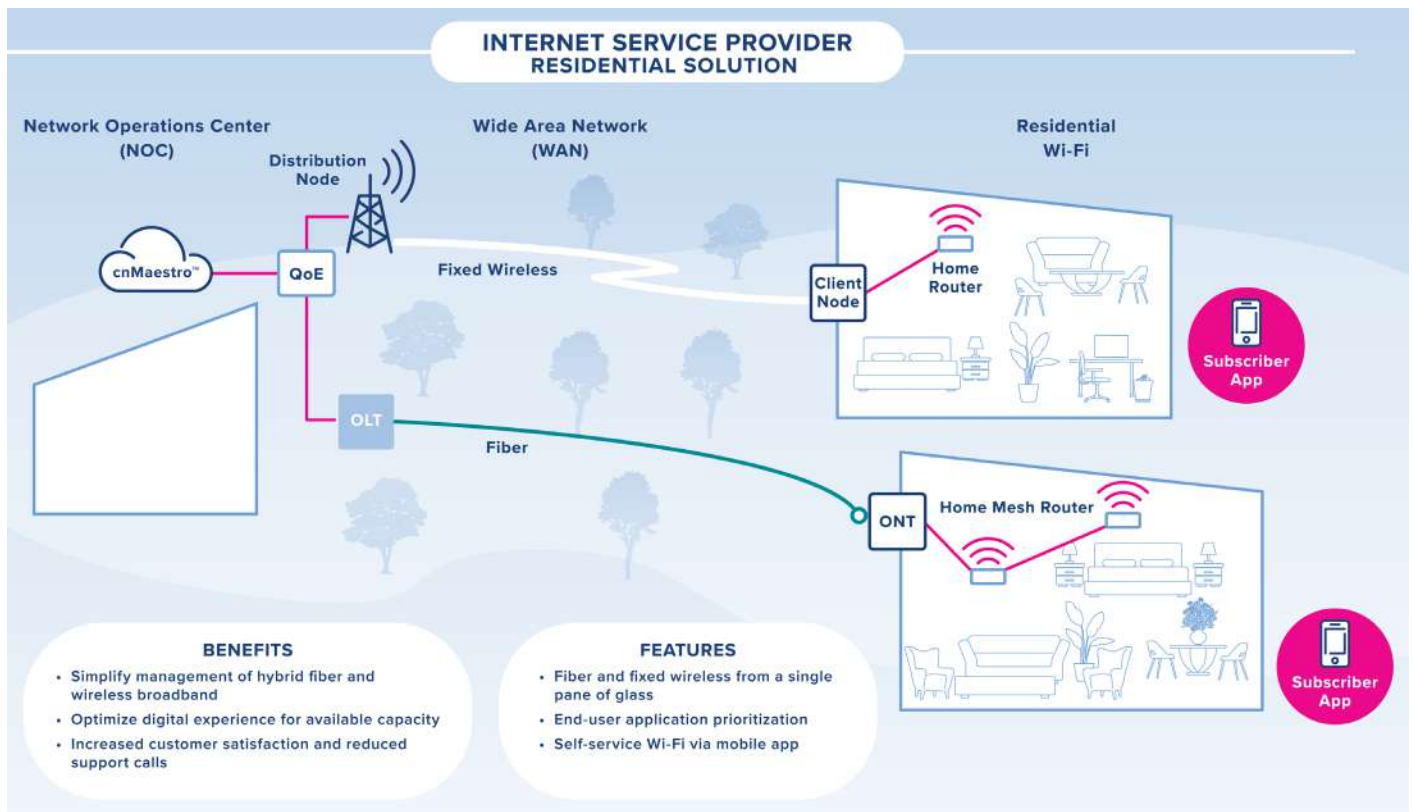 INTERNET SERVICE PROVIDER
RESIDENTIAL SOLUTION
Network Operations Center
(NOC)
Wide Area Network
(WAN)
Residential
Wi-Fi
Distribution
Node
cnMaestro™
QoE
Fixed Wireless
Client
Node
Home
Router
Subscriber
App
OLT
Fiber
ONT
Home Mesh Router
Subscriber
App
BENEFITS
• Simplify management of hybrid fiber and
wireless broadband
• Optimize digital experience for available capacity
• Increased customer satisfaction and reduced
support calls
FEATURES
• Fiber and fixed wireless from a single
pane of glass
• End-user application prioritization
• Self-service Wi-Fi via mobile app